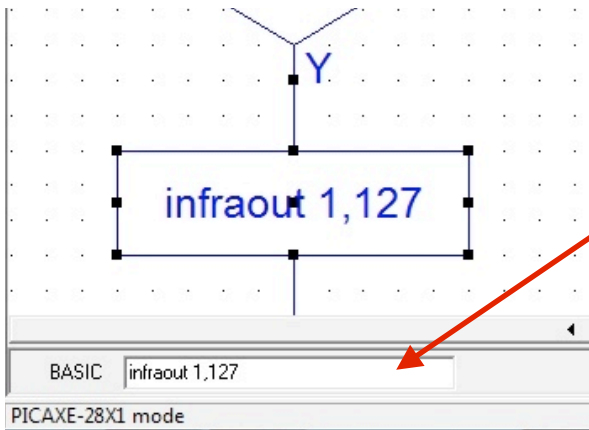 Y
infraout 1,127
BASIC infraout 1,127
PICAXE-28X1 mode